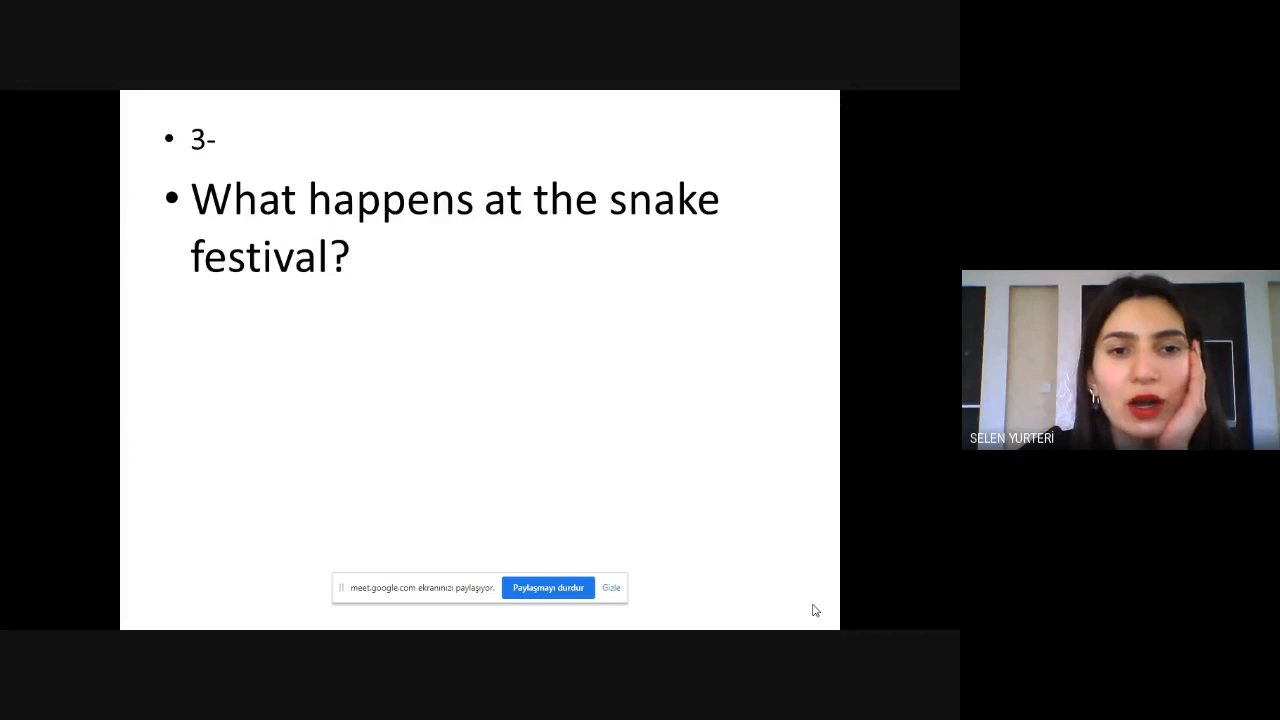 • 3-
• What happens at the snake
festival?
meet.google.com ekranınızı paylaşıyor. Paylaşmayı durdur Gizle
SELEN YURTERİ